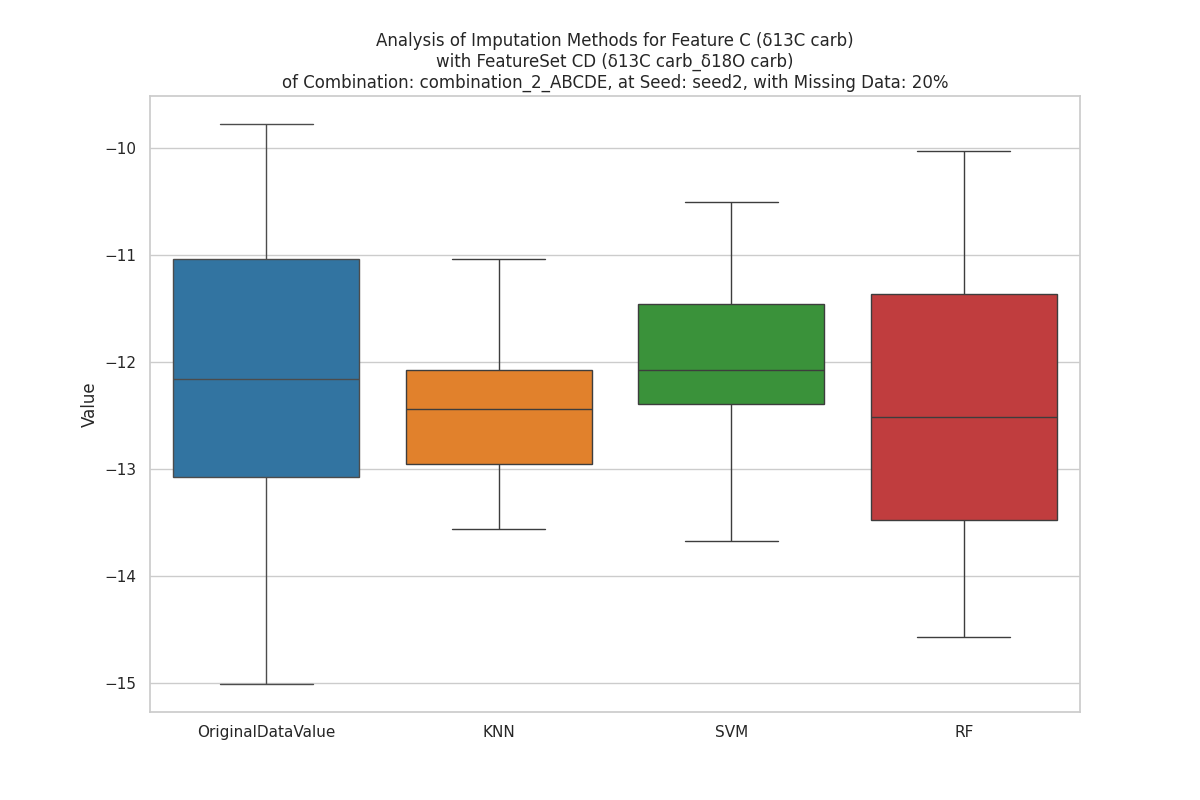 Analysis of Imputation Methods for Feature C (δ13C carb)
with FeatureSet CD (δ13C carb_δ18O carb)
of Combination: combination_2_ABCDE, at Seed: seed2, with Missing Data: 20%
Value
−10
−11
−12
−13
−14
−15
OriginalDataValue
KNN
SVM
RF